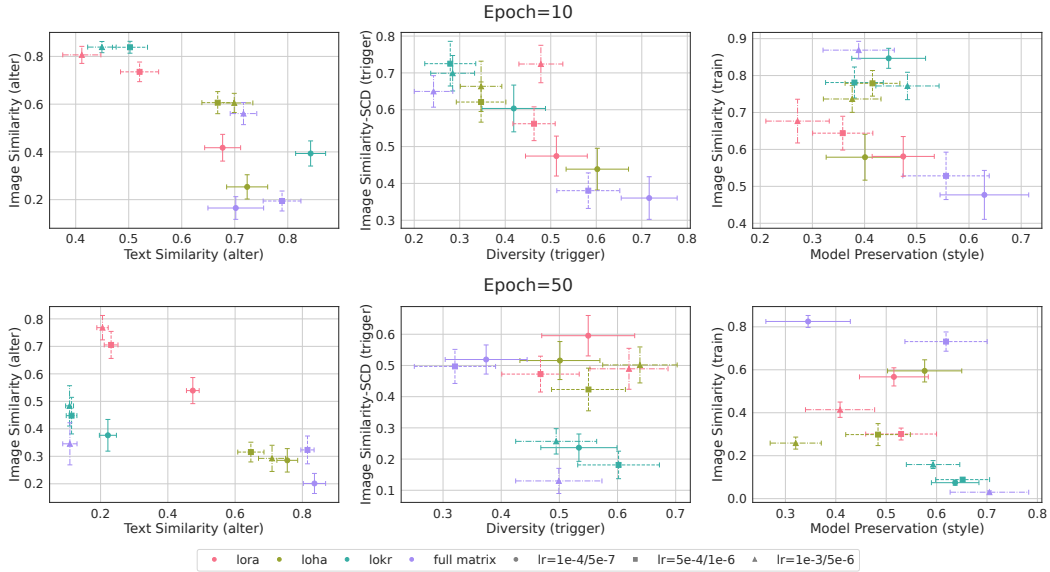 Epoch=10
Image Similarity (alter)
0.8
0.6
0.4
0.2
0.4 0.5 0.6 0.7 0.8
Text Similarity (alter)
Image Similarity-SCD (trigger)
0.8
0.7
0.6
0.5
0.4
0.3
0.2 0.3 0.4 0.5 0.6 0.7
Diversity (trigger)
Image Similarity (train)
0.9
0.8
0.7
0.6
0.5
0.4
0.2 0.3 0.4 0.5 0.6 0.7
Model Preservation (style)
Epoch=50
Image Similarity (alter)
0.8
0.7
0.6
0.5
0.4
0.3
0.2
0.2 0.4 0.6 0.8
Text Similarity (alter)
Image Similarity-SCD (trigger)
0.6
0.5
0.4
0.3
0.2
0.1
0.3 0.4 0.5 0.6 0.7
Diversity (trigger)
Image Similarity (train)
0.8
0.6
0.4
0.2
0.0
0.3 0.4 0.5 0.6 0.7 0.8
Model Preservation (style)
lora loha lokr full matrix lr=1e-4/5e-7 lr=5e-4/1e-6 lr=1e-3/5e-6